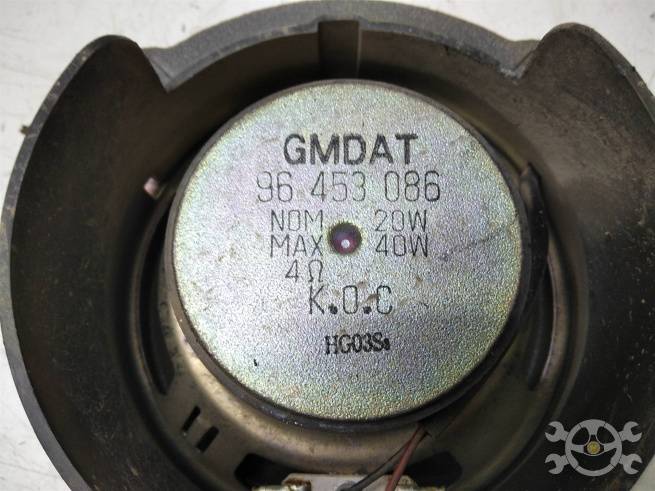 GMDAT
96 453 086
NOM 20W
MAX 40W
4Ω
K.O.C
HG03S